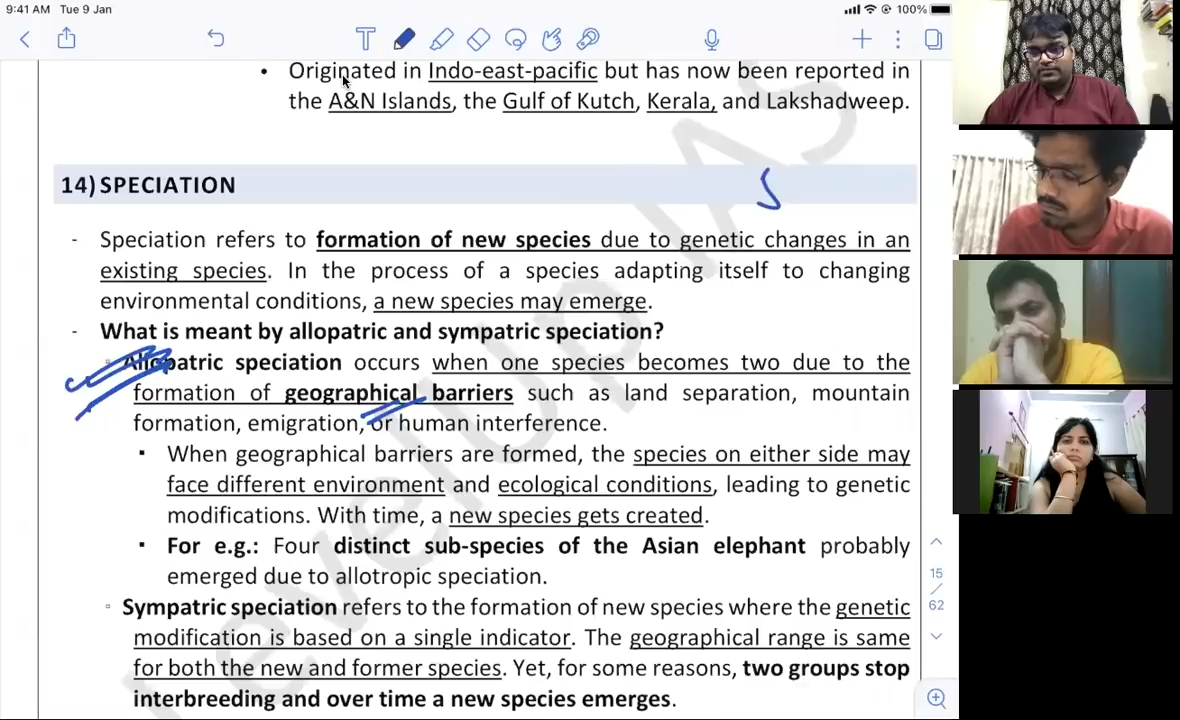 9:41 AM Tue 9 Jan
100%
T
• Originated in Indo-east-pacific but has now been reported in
the A&N Islands, the Gulf of Kutch, Kerala, and Lakshadweep.
14) SPECIATION
S
- Speciation refers to formation of new species due to genetic changes in an
existing species. In the process of a species adapting itself to changing
environmental conditions, a new species may emerge.
- What is meant by allopatric and sympatric speciation?
▫ Allopatric speciation occurs when one species becomes two due to the
formation of geographical barriers such as land separation, mountain
formation, emigration, or human interference.
▪ When geographical barriers are formed, the species on either side may
face different environment and ecological conditions, leading to genetic
modifications. With time, a new species gets created.
▪ For e.g.: Four distinct sub-species of the Asian elephant probably
emerged due to allotropic speciation.
▫ Sympatric speciation refers to the formation of new species where the genetic
modification is based on a single indicator. The geographical range is same
for both the new and former species. Yet, for some reasons, two groups stop
interbreeding and over time a new species emerges.
15
/
62
LevelUp IAS